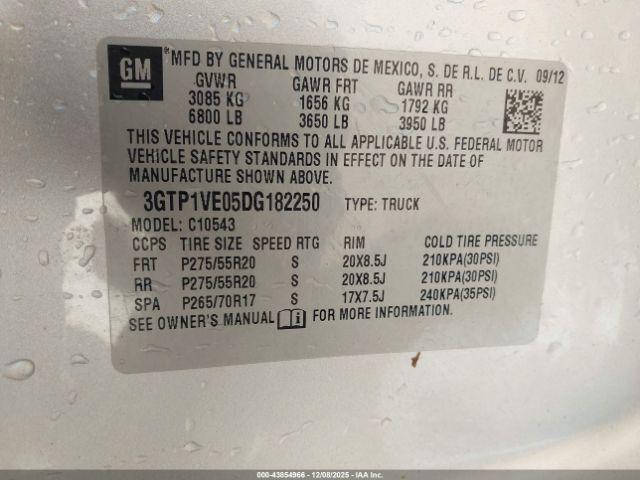 GM
® MFD BY GENERAL MOTORS DE MEXICO, S. DE R.L. DE C.V. 09/12
GVWR GAWR FRT GAWR RR
3085 KG 1656 KG 1792 KG
6800 LB 3650 LB 3950 LB
THIS VEHICLE CONFORMS TO ALL APPLICABLE U.S. FEDERAL MOTOR
VEHICLE SAFETY STANDARDS IN EFFECT ON THE DATE OF
MANUFACTURE SHOWN ABOVE.
3GTP1VE05DG182250 TYPE: TRUCK
MODEL: C10543
CCPS TIRE SIZE SPEED RTG RIM COLD TIRE PRESSURE
FRT P275/55R20 S 20X8.5J 210KPA(30PSI)
RR P275/55R20 S 20X8.5J 210KPA(30PSI)
SPA P265/70R17 S 17X7.5J 240KPA(35PSI)
SEE OWNER'S MANUAL FOR MORE INFORMATION.
000-43854966 | 12/08/2025 | IAA Inc.